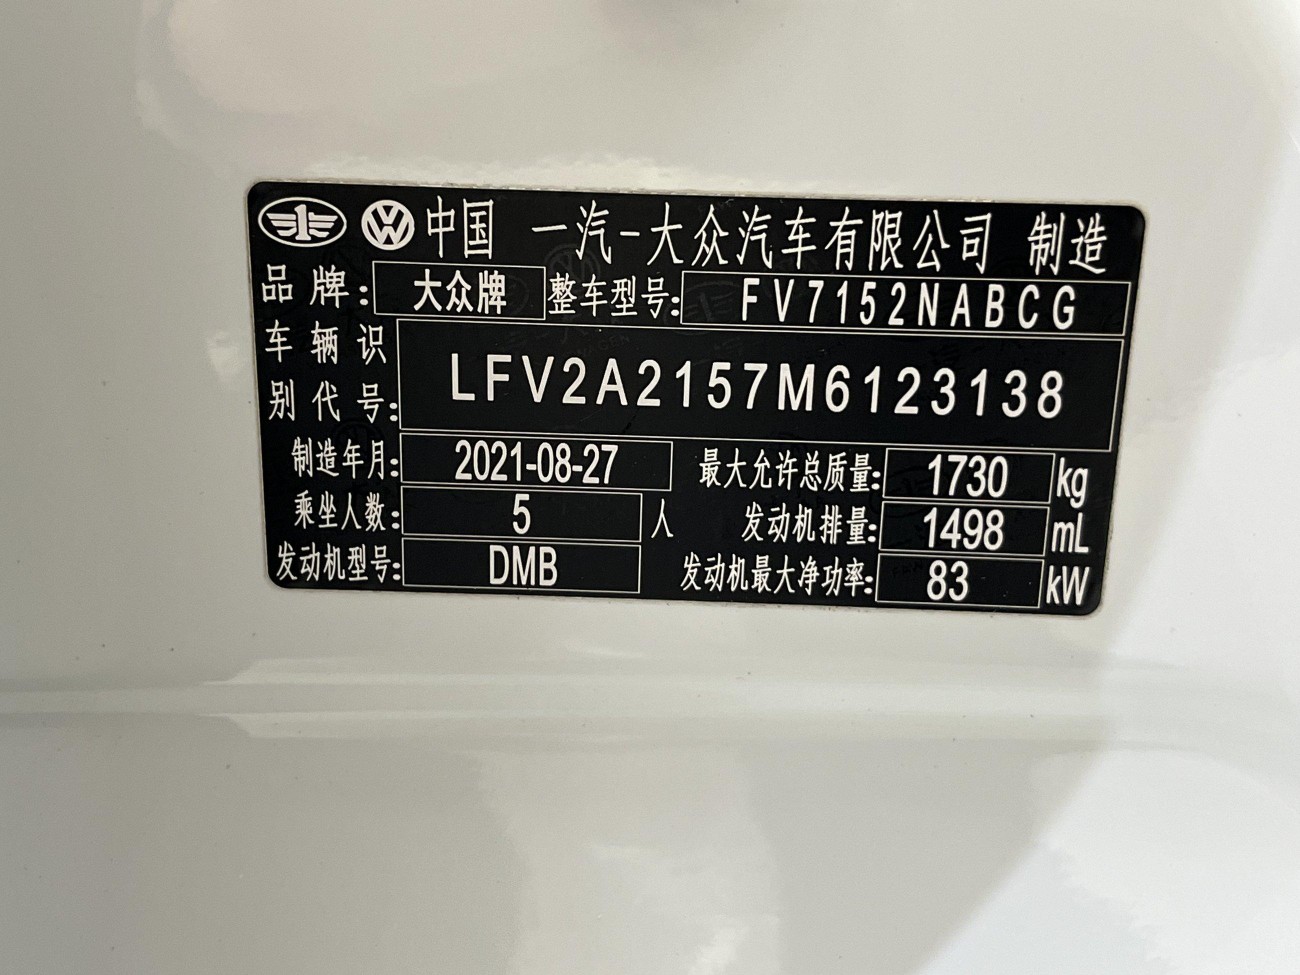 中国 一汽-大众汽车有限公司 制造
品牌: 大众牌 整车型号: FV7152NABCG
车辆识别代号: LFV2A2157M6123138
制造年月: 2021-08-27 最大允许总质量: 1730 kg
乘坐人数: 5 人 发动机排量: 1498 mL
发动机型号: DMB 发动机最大净功率: 83 kW